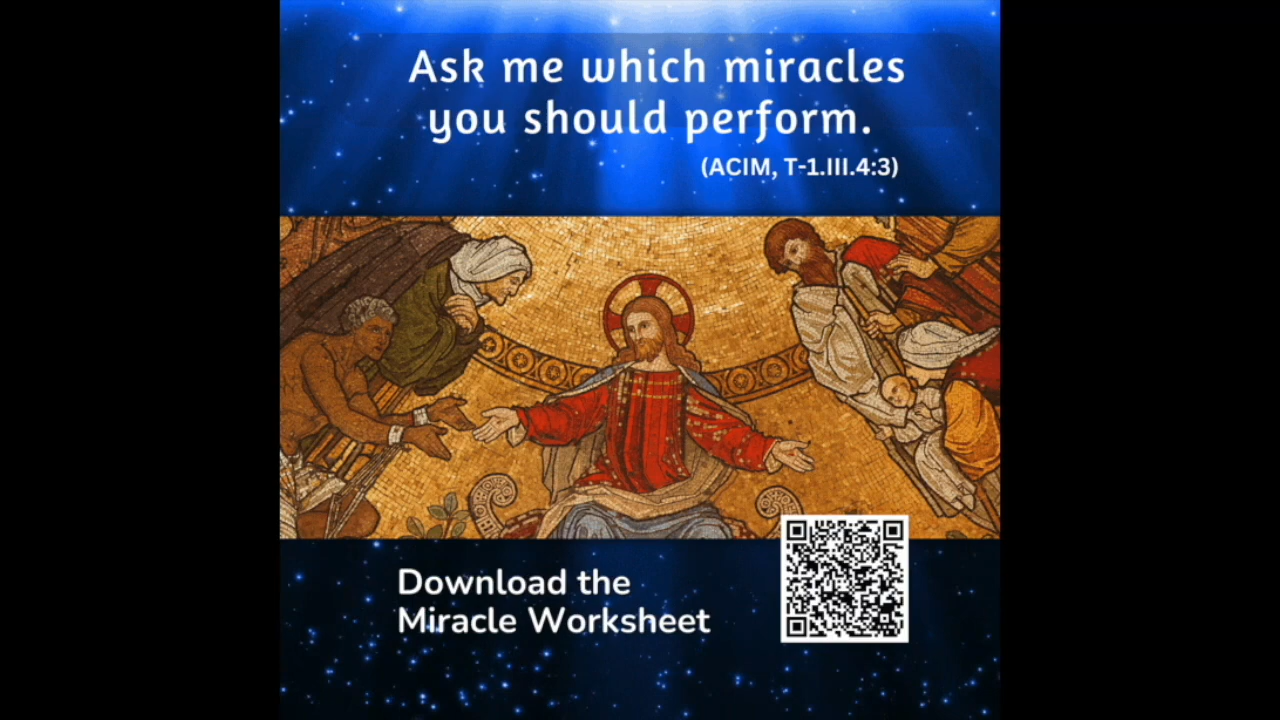 Ask me which miracles
you should perform.
(ACIM, T-1.III.4:3)
Download the
Miracle Worksheet